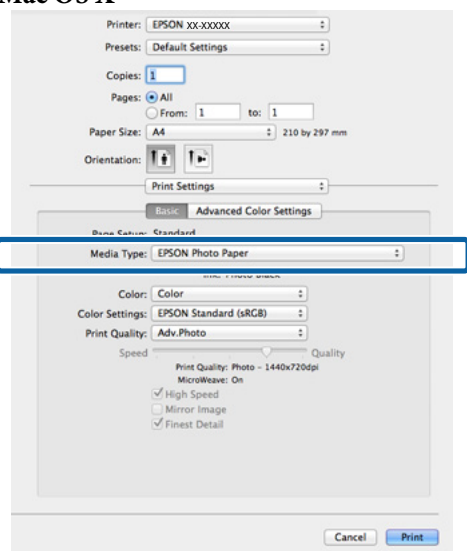 Mac OS X
Printer: EPSON XX-XXXXX
Presets: Default Settings
Copies: 1
Pages: All
From: 1 to: 1
Paper Size: A4 210 by 297 mm
Orientation:
Print Settings
Basic Advanced Color Settings
Page Setup: Standard
Media Type: EPSON Photo Paper
Ink: Photo Black
Color: Color
Color Settings: EPSON Standard (sRGB)
Print Quality: Adv.Photo
Speed Quality
Print Quality: Photo - 1440x720dpi
MicroWeave: On
High Speed
Mirror Image
Finest Detail
Cancel Print